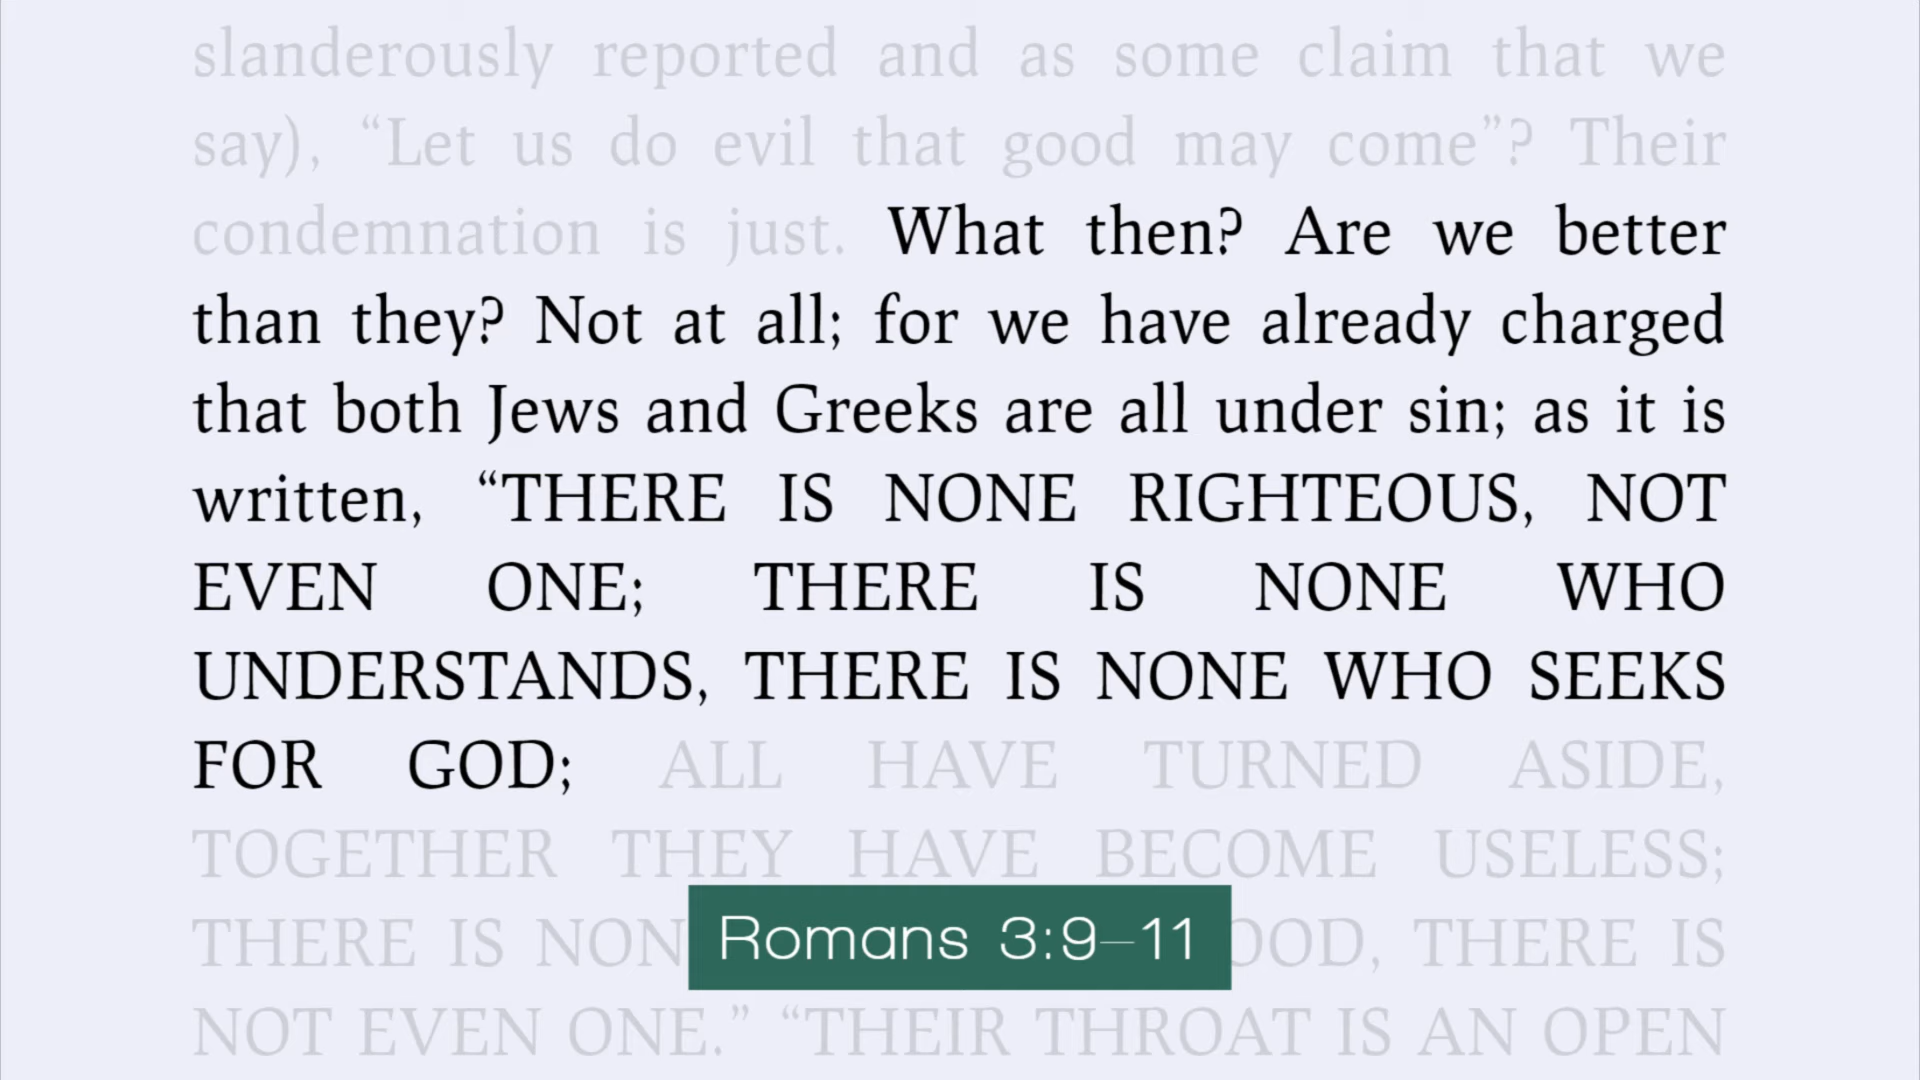 slanderously reported and as some claim that we
say), “Let us do evil that good may come”? Their
condemnation is just. What then? Are we better
than they? Not at all; for we have already charged
that both Jews and Greeks are all under sin; as it is
written, “THERE IS NONE RIGHTEOUS, NOT
EVEN ONE; THERE IS NONE WHO
UNDERSTANDS, THERE IS NONE WHO SEEKS
FOR GOD; ALL HAVE TURNED ASIDE,
TOGETHER THEY HAVE BECOME USELESS;
THERE IS THERE IS
Romans 3:9–11
NOT EVEN ONE.” “THEIR THROAT IS AN OPEN